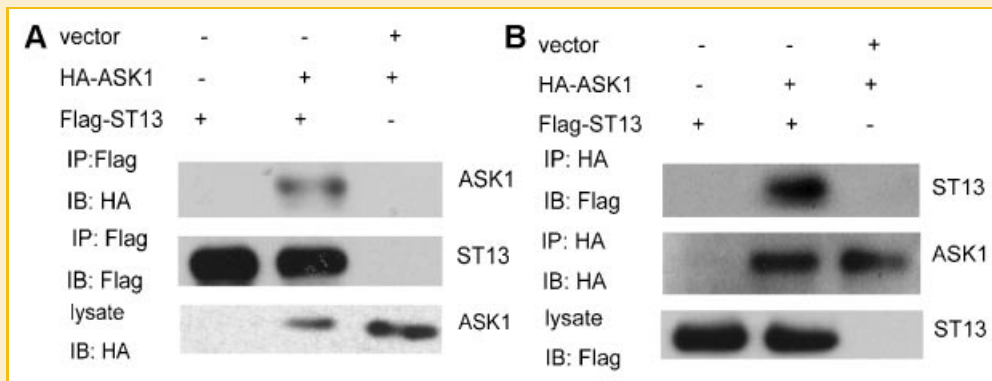 A
vector - - +
HA-ASK1 - + +
Flag-ST13 + + -
IP:Flag
IB: HA
ASK1
IP: Flag
IB: Flag
ST13
lysate
IB: HA
ASK1
B
vector - - +
HA-ASK1 - + +
Flag-ST13 + + -
IP: HA
IB: Flag
ST13
IP: HA
IB: HA
ASK1
lysate
IB: Flag
ST13